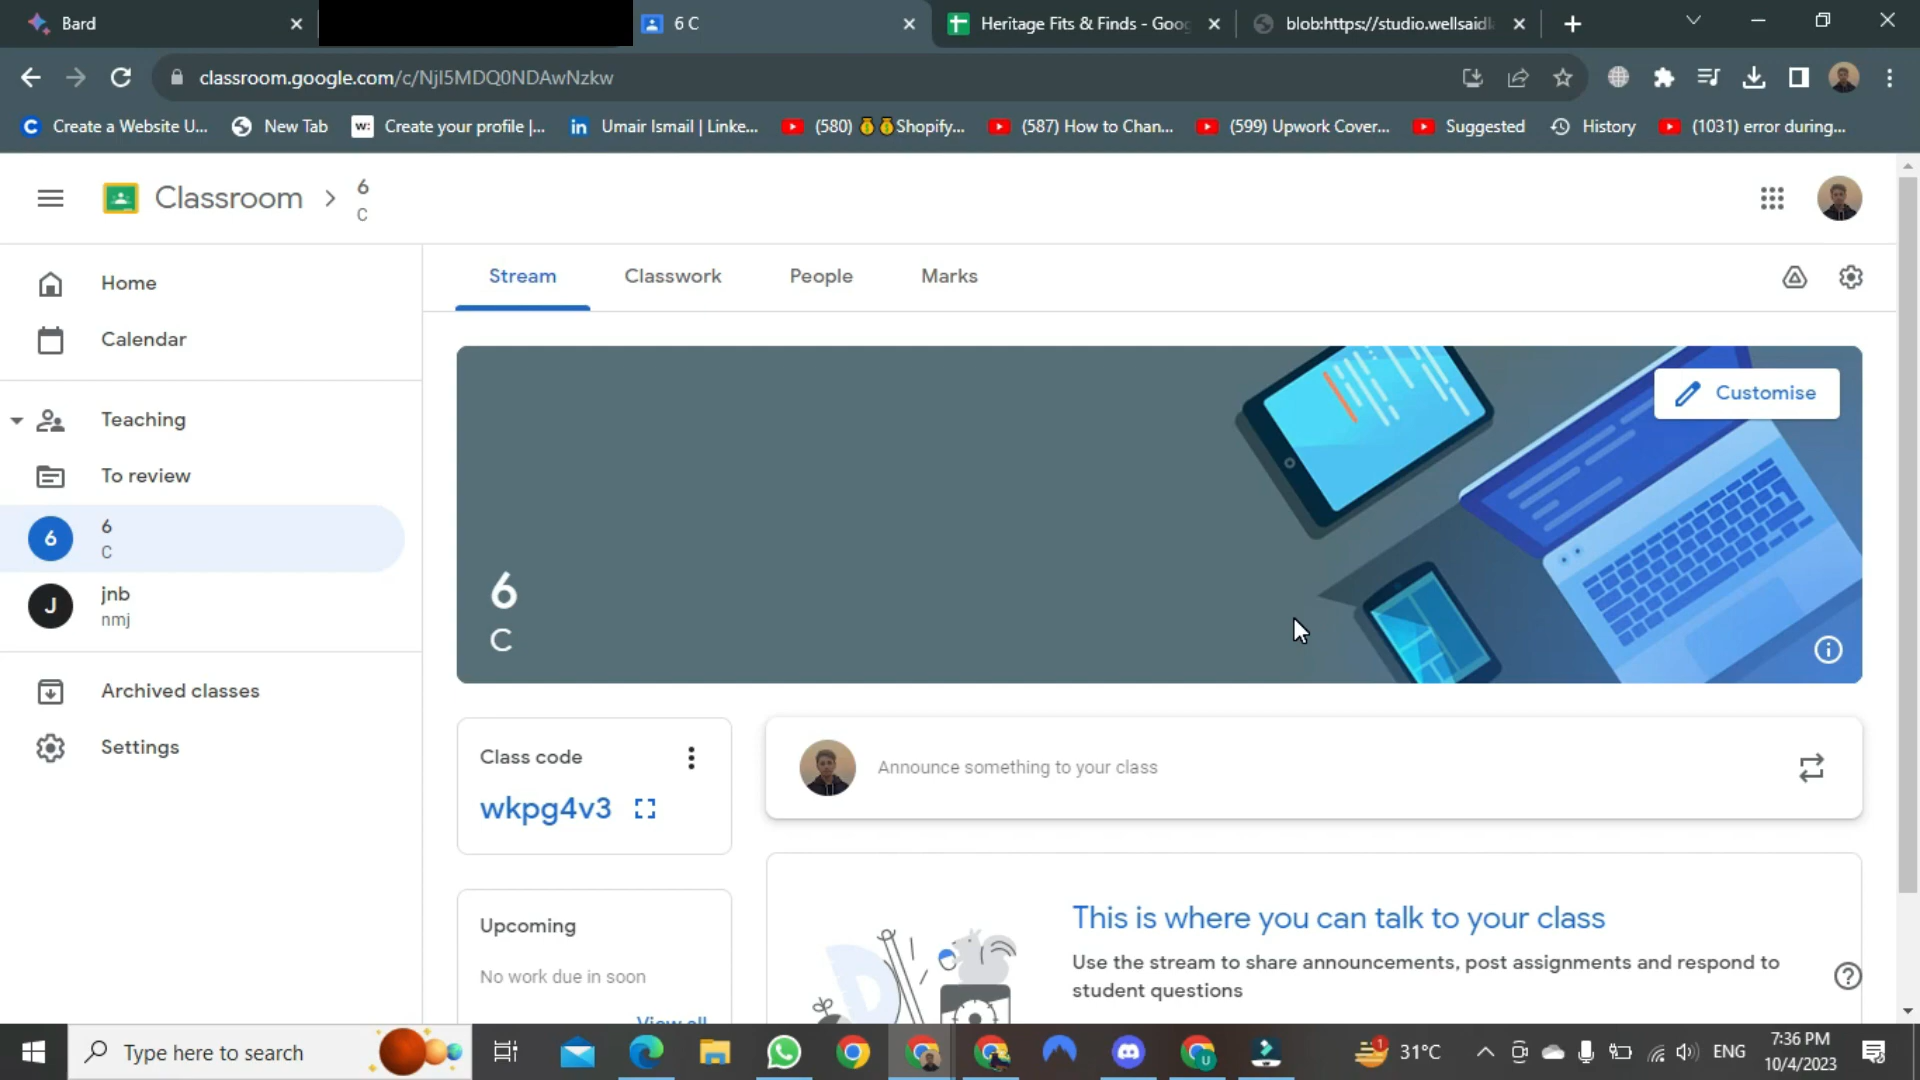 Bard
6 C
Heritage Fits & Finds - Goog
blob:https://studio.wellsaidl
classroom.google.com/c/NjI5MDQ0NDAwNzkw
Create a Website U...
New Tab
w:
Create your profile |...
in
Umair Ismail | Linke...
(580) 💰💰Shopify...
(587) How to Chan...
(599) Upwork Cover...
Suggested
History
(1031) error during...
Classroom
6
C
Home
Calendar
Teaching
To review
6
6
C
J
jnb
nmj
Archived classes
Settings
Stream
Classwork
People
Marks
Customise
6
C
Class code
wkpg4v3
Announce something to your class
Upcoming
No work due in soon
View all
This is where you can talk to your class
Use the stream to share announcements, post assignments and respond to
student questions
Type here to search
U
1
31°C
ENG
7:36 PM
10/4/2023